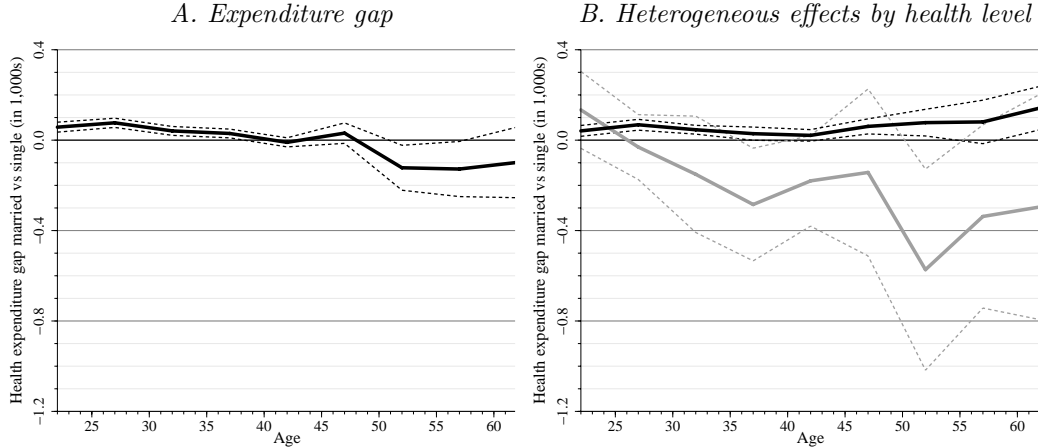 A. Expenditure gap
Health expenditure gap married vs single (in 1,000s)
0.4
0.0
−0.4
−0.8
−1.2
25 30 35 40 45 50 55 60
Age
B. Heterogeneous effects by health level
Health expenditure gap married vs single (in 1,000s)
0.4
0.0
−0.4
−0.8
−1.2
25 30 35 40 45 50 55 60
Age